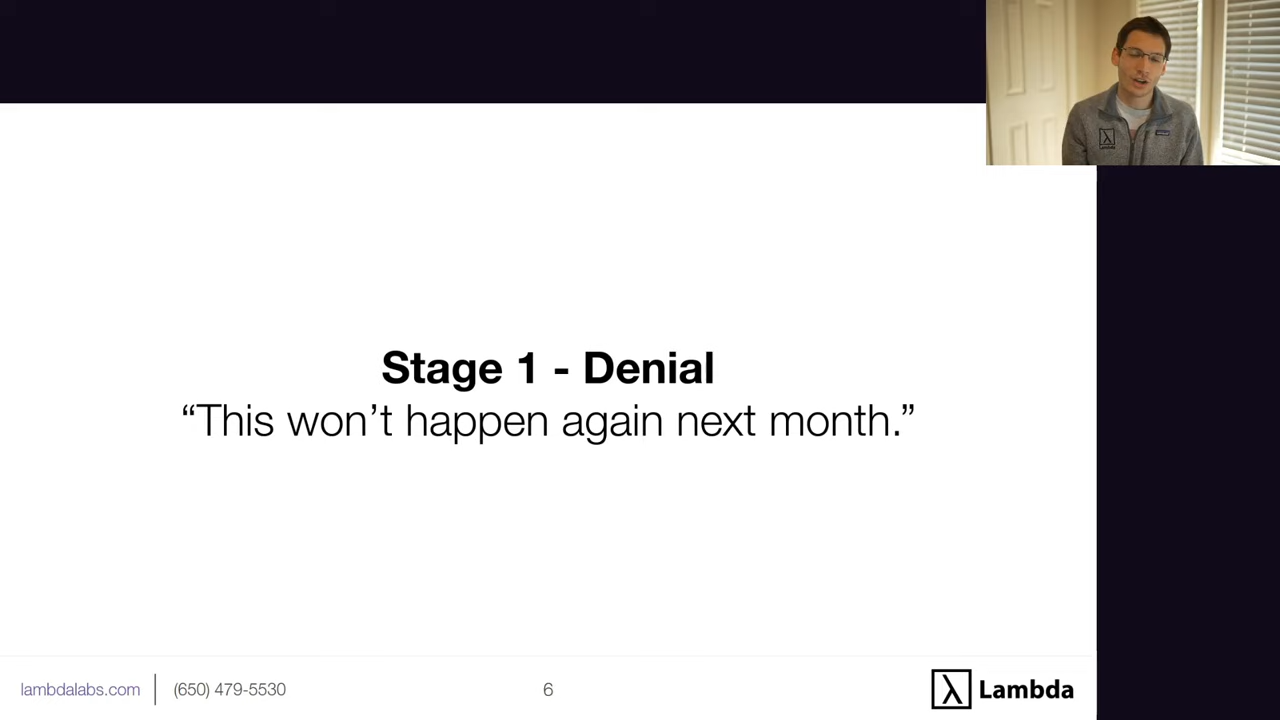 Stage 1 - Denial
“This won’t happen again next month.”
lambdalabs.com
(650) 479-5530
6
Lambda